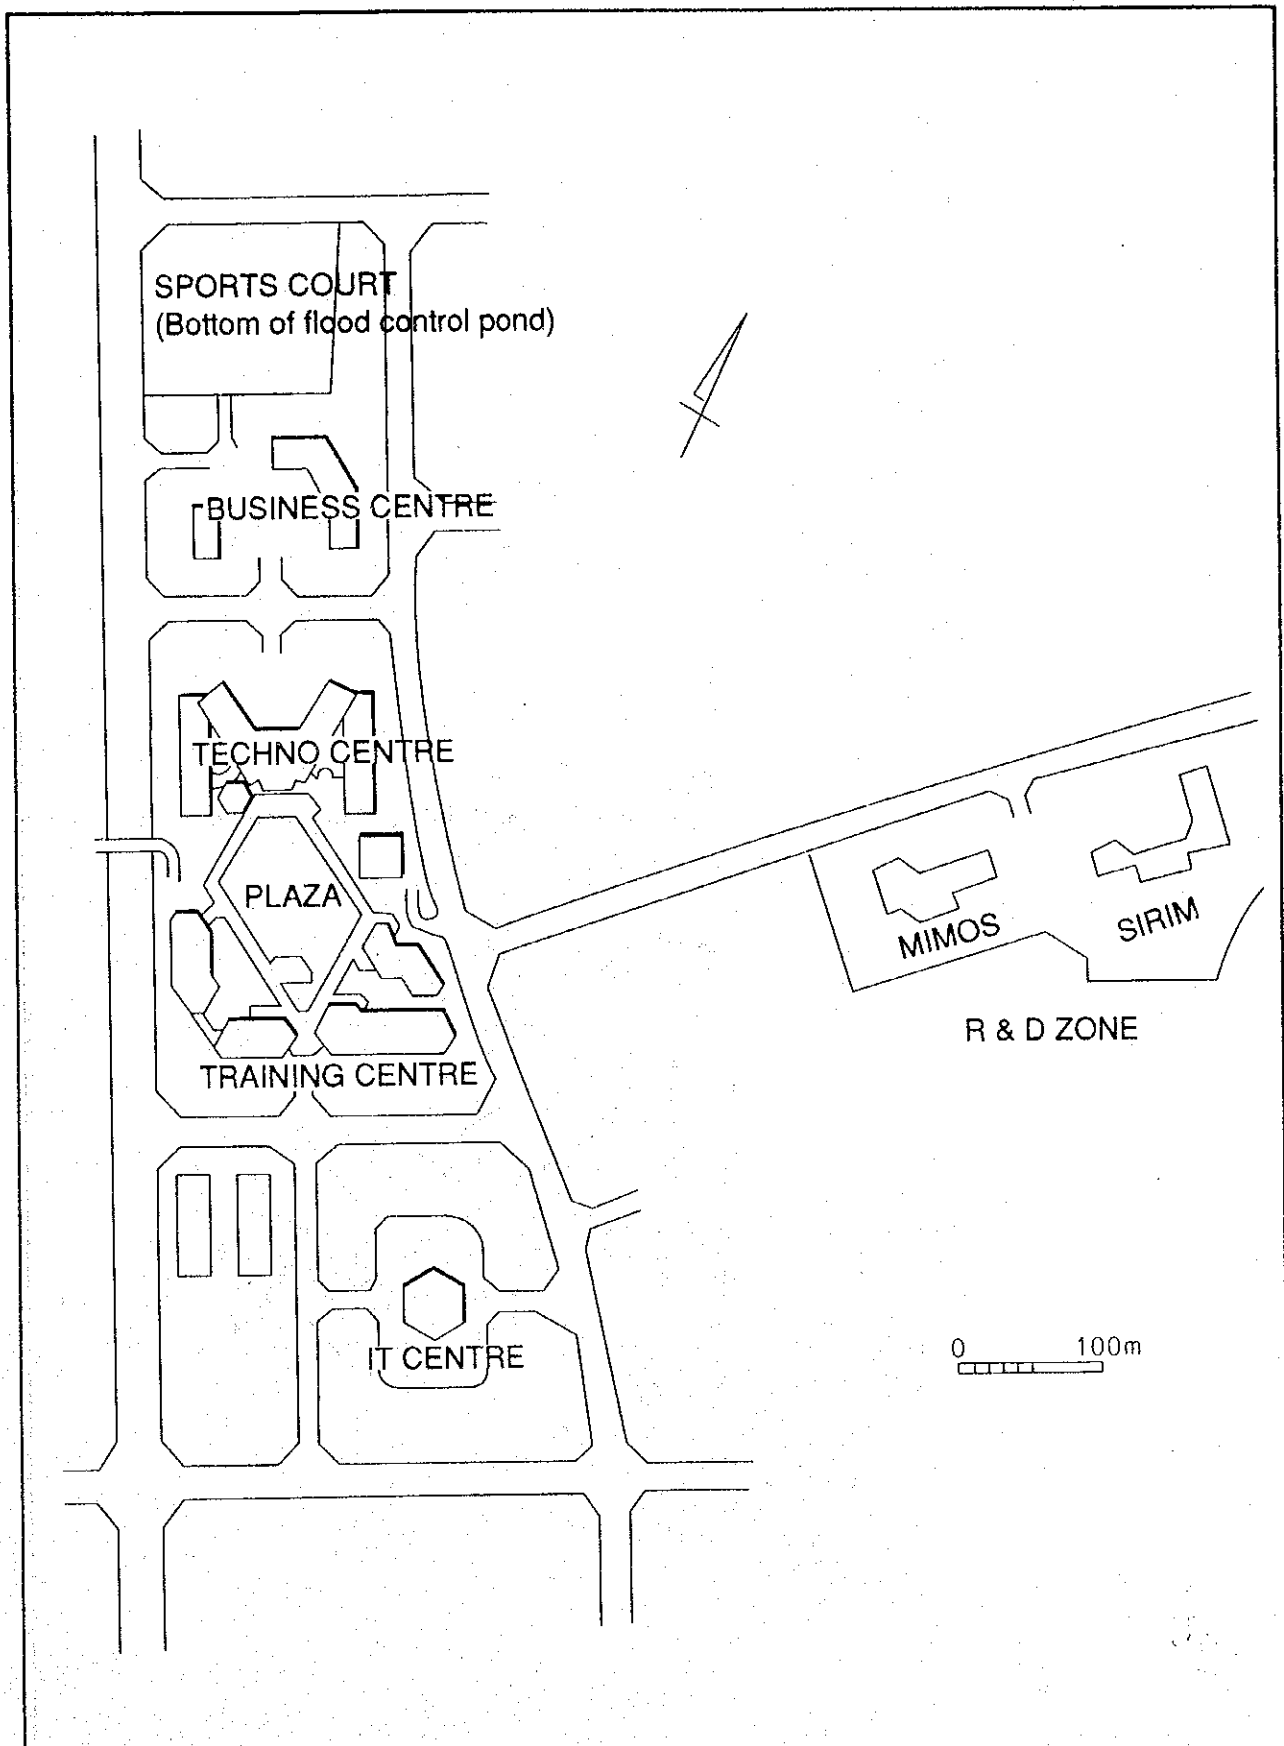 SPORTS COURT
(Bottom of flood control pond)
BUSINESS CENTRE
TECHNO CENTRE
PLAZA
MIMOS
SIRIM
R & D ZONE
TRAINING CENTRE
IT CENTRE
0 100m